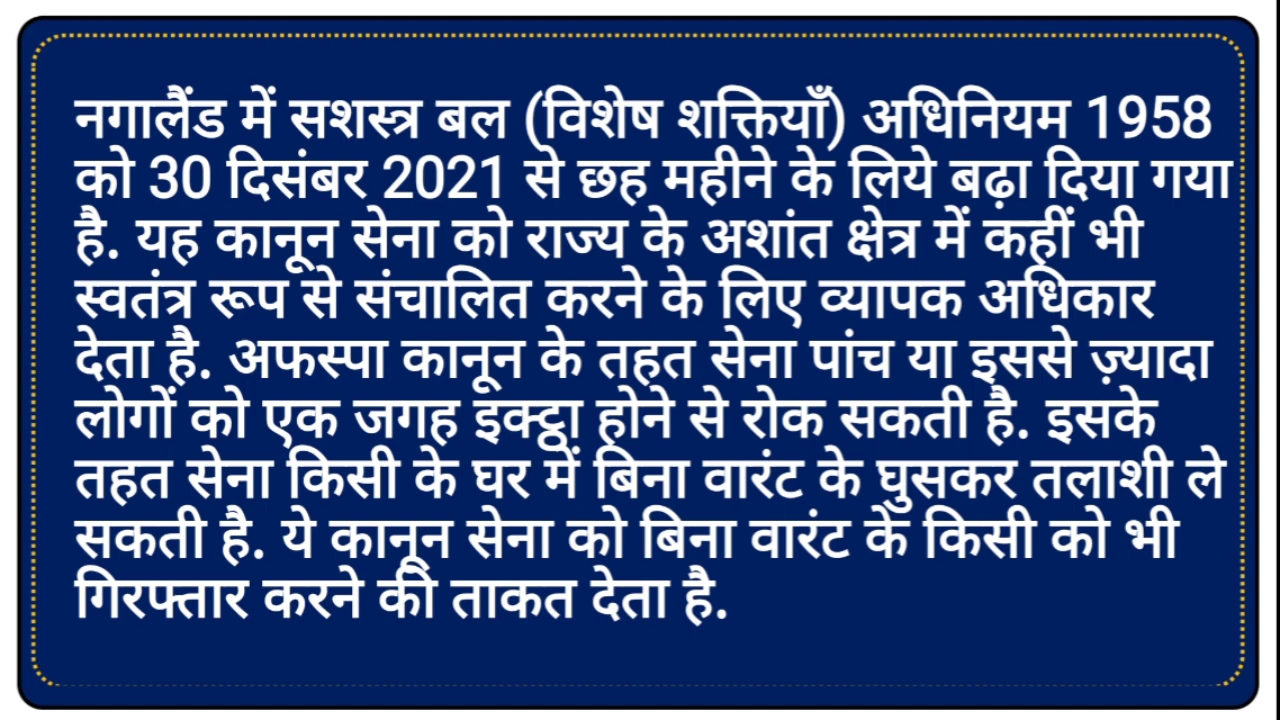 नगालैंड में सशस्त्र बल (विशेष शक्तियाँ) अधिनियम 1958
को 30 दिसंबर 2021 से छह महीने के लिये बढ़ा दिया गया
है. यह कानून सेना को राज्य के अशांत क्षेत्र में कहीं भी
स्वतंत्र रूप से संचालित करने के लिए व्यापक अधिकार
देता है. अफस्पा कानून के तहत सेना पांच या इससे ज़्यादा
लोगों को एक जगह इक्ट्ठा होने से रोक सकती है. इसके
तहत सेना किसी के घर में बिना वारंट के घुसकर तलाशी ले
सकती है. ये कानून सेना को बिना वारंट के किसी को भी
गिरफ्तार करने की ताकत देता है.